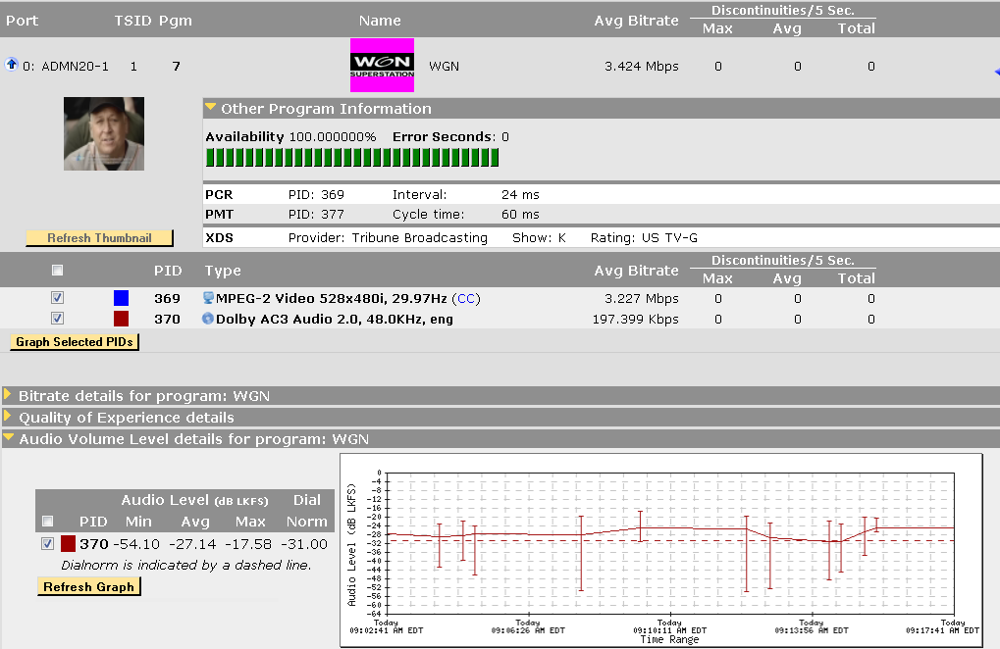 Port TSID Pgm Name Avg Bitrate Discontinuities/5 Sec.
Max Avg Total
0: ADMN20-1 1 7 WGN SUPERSTATION WGN 3.424 Mbps 0 0 0
Other Program Information
Availability 100.000000% Error Seconds: 0
PCR PID: 369 Interval: 24 ms
PMT PID: 377 Cycle time: 60 ms
Refresh Thumbnail
XDS Provider: Tribune Broadcasting Show: K Rating: US TV-G
PID Type Avg Bitrate Discontinuities/5 Sec.
Max Avg Total
369 MPEG-2 Video 528x480i, 29.97Hz (CC) 3.227 Mbps 0 0 0
370 Dolby AC3 Audio 2.0, 48.0KHz, eng 197.399 Kbps 0 0 0
Graph Selected PIDs
Bitrate details for program: WGN
Quality of Experience details
Audio Volume Level details for program: WGN
Audio Level (dB LKFS) Dial
PID Min Avg Max Norm
370 -54.10 -27.14 -17.58 -31.00
Dialnorm is indicated by a dashed line.
Refresh Graph
Audio Level (dB LKFS)
0
-4
-8
-12
-16
-20
-24
-28
-32
-36
-40
-44
-48
-52
-56
-60
-64
Today Today Today Today Today
09:02:41 AM EDT 09:06:26 AM EDT 09:10:11 AM EDT 09:13:56 AM EDT 09:17:41 AM EDT
Time Range